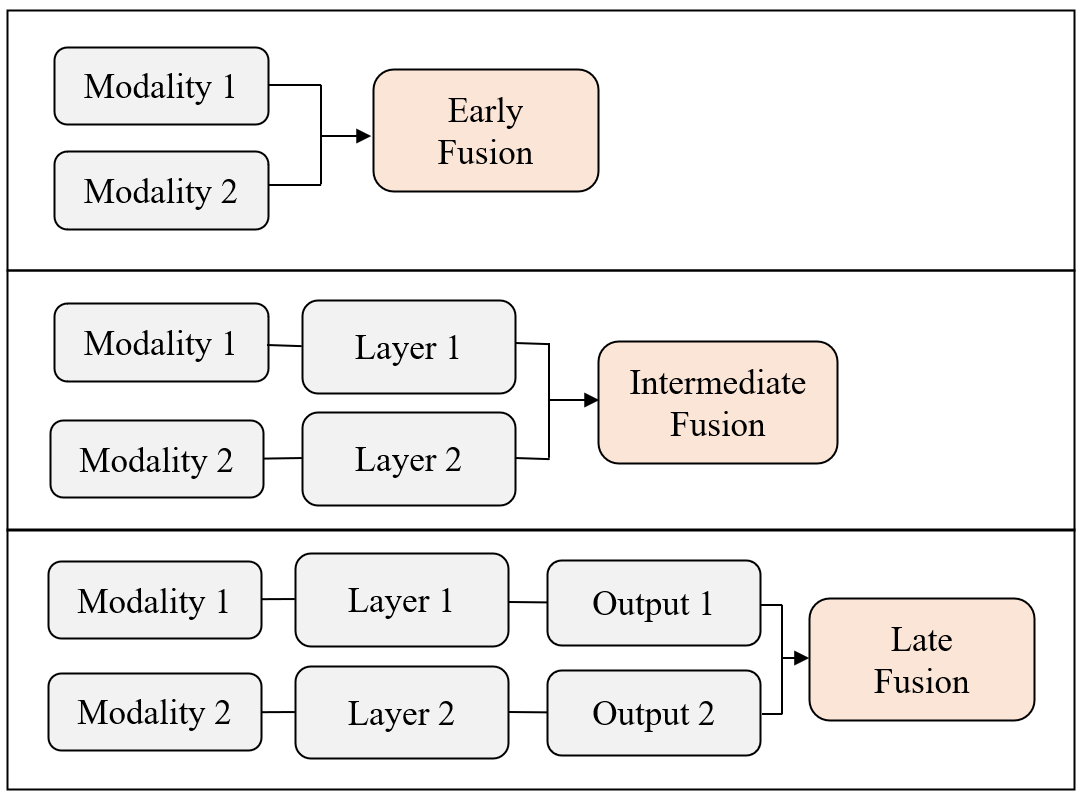 Modality 1
Modality 2
Early
Fusion
Modality 1
Layer 1
Modality 2
Layer 2
Intermediate
Fusion
Modality 1
Layer 1
Output 1
Modality 2
Layer 2
Output 2
Late
Fusion